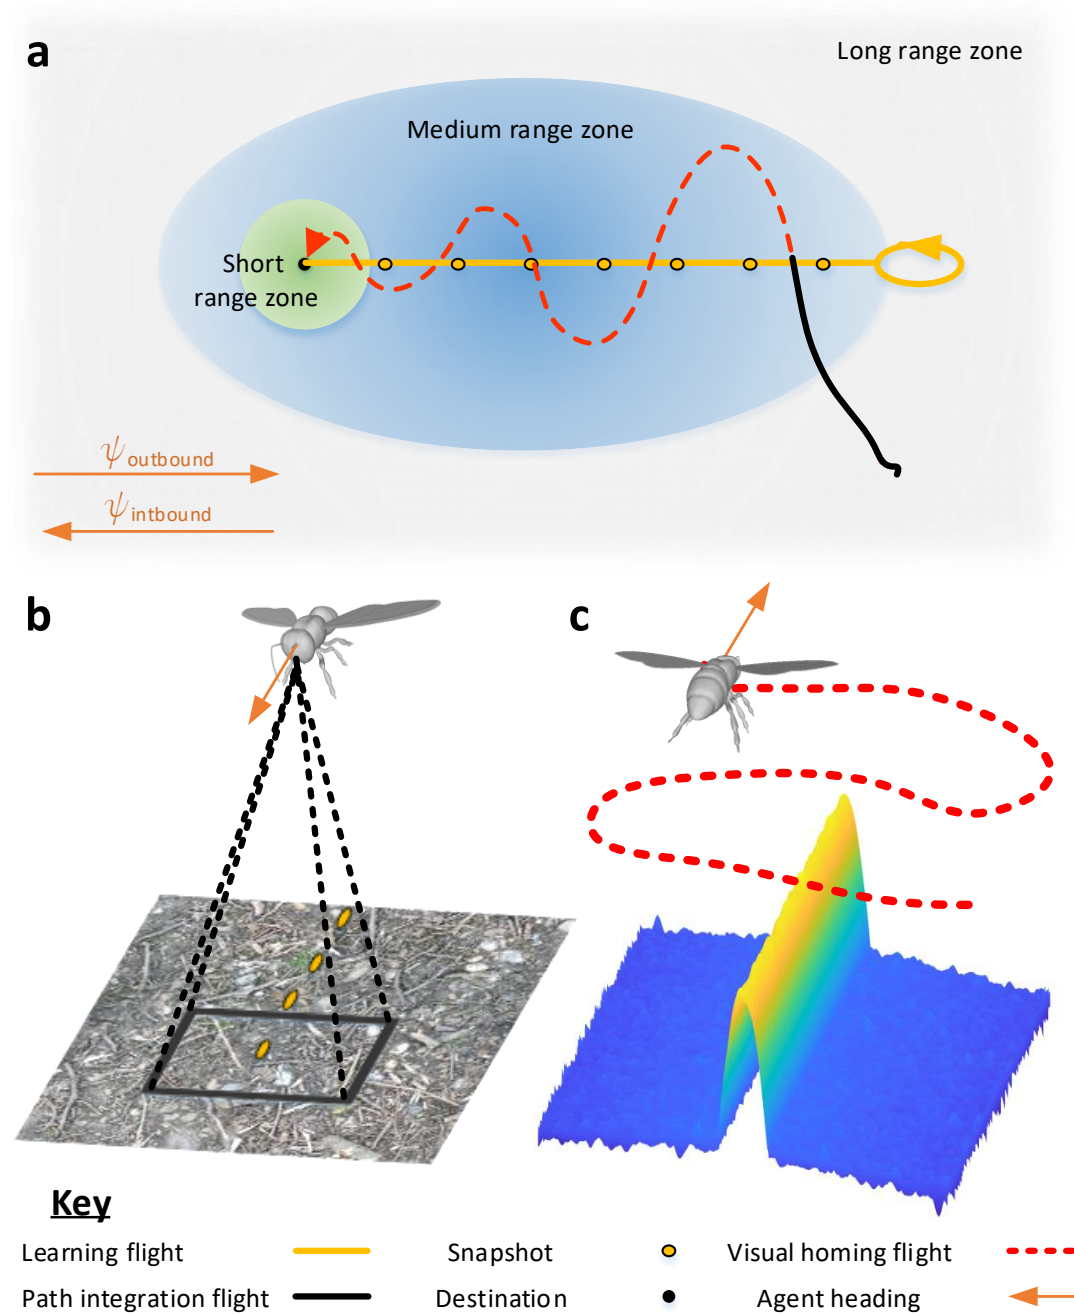 a
Long range zone
Medium range zone
Short
range zone
ψoutbound
ψintbound
b
c
Key
Learning flight
Snapshot
Visual homing flight
Path integration flight
Destination
Agent heading